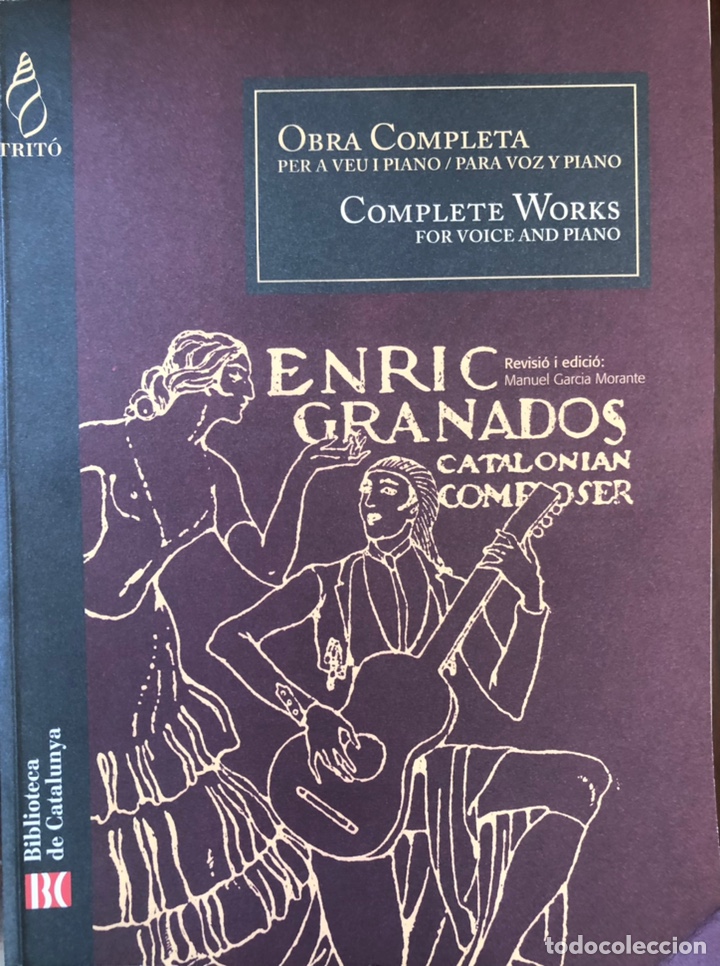 TRITÓ
OBRA COMPLETA
PER A VEU I PIANO / PARA VOZ Y PIANO
COMPLETE WORKS
FOR VOICE AND PIANO
ENRIC
Revisió i edició:
Manuel Garcia Morante
GRANADOS
CATALONIAN
COMPOSER
Biblioteca
de Catalunya
BC
todocoleccion